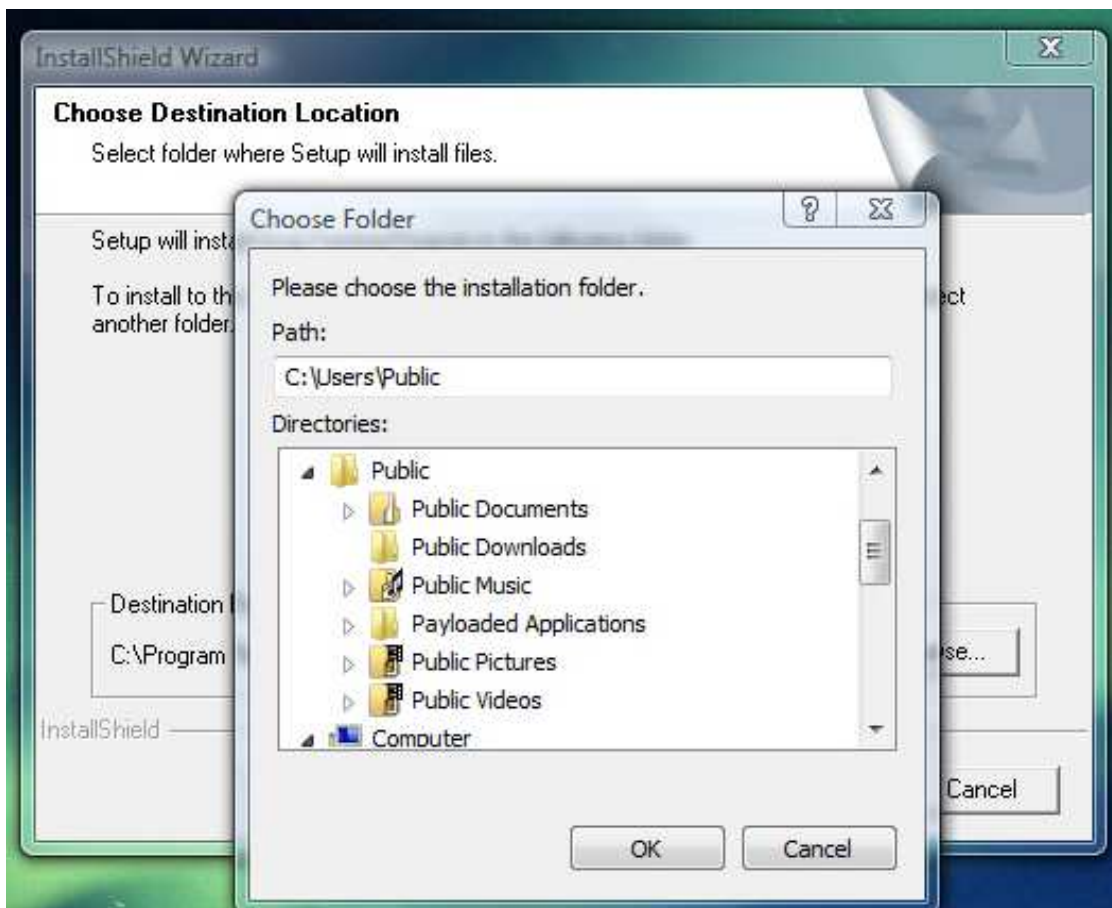 InstallShield Wizard
Choose Destination Location
Select folder where Setup will install files.
Choose Folder
Setup will insta
To install to th
ect
another folder.
Please choose the installation folder.
Path:
C:\Users\Public
Directories:
Public
Public Documents
Public Downloads
Public Music
Payloaded Applications
Public Pictures
Public Videos
Computer
Destination
C:\Program
se...
InstallShield
Cancel
OK
Cancel